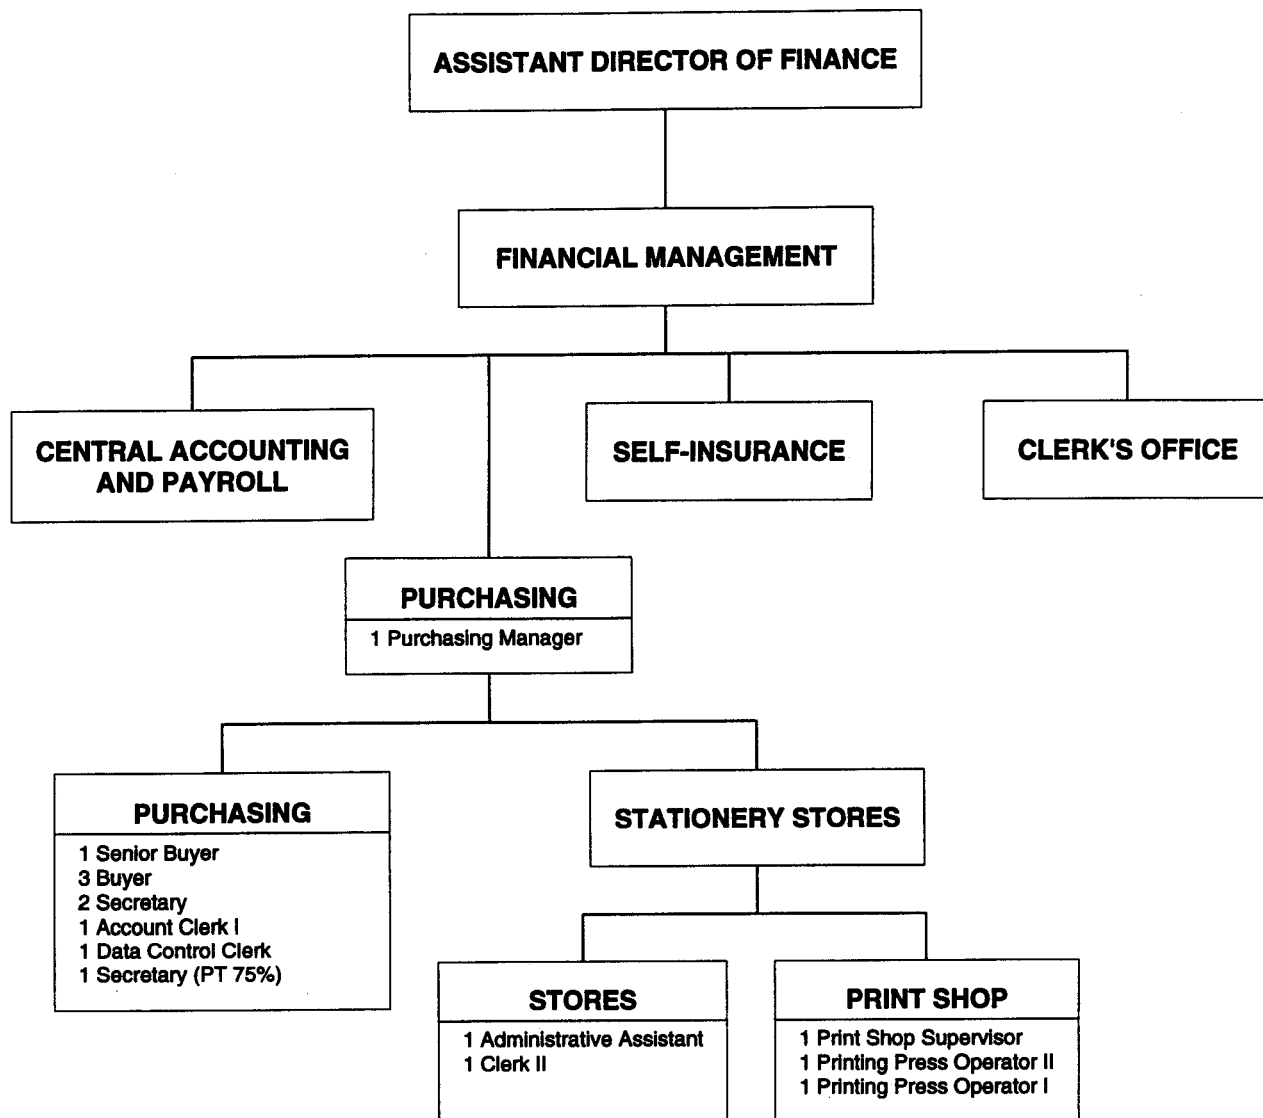 ASSISTANT DIRECTOR OF FINANCE
FINANCIAL MANAGEMENT
CENTRAL ACCOUNTING
AND PAYROLL
SELF-INSURANCE
CLERK'S OFFICE
PURCHASING
1 Purchasing Manager
PURCHASING
1 Senior Buyer
3 Buyer
2 Secretary
1 Account Clerk I
1 Data Control Clerk
1 Secretary (PT 75%)
STATIONERY STORES
STORES
1 Administrative Assistant
1 Clerk II
PRINT SHOP
1 Print Shop Supervisor
1 Printing Press Operator II
1 Printing Press Operator I